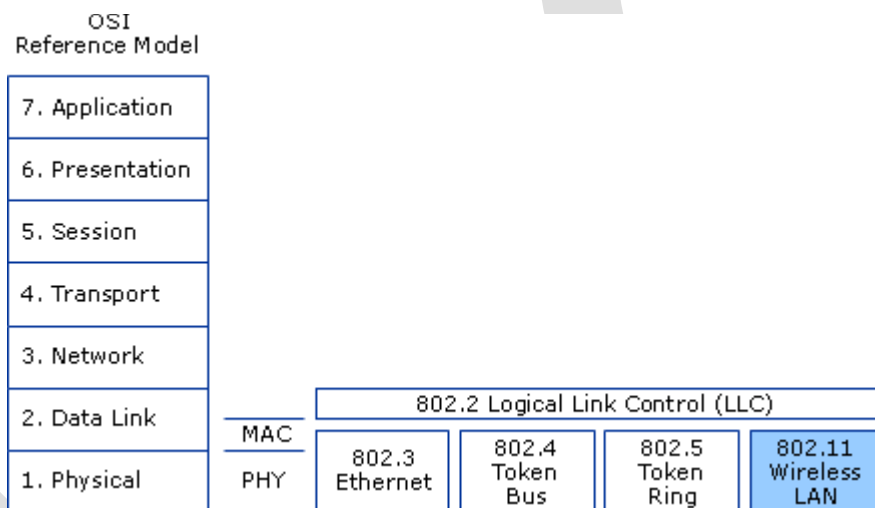 OSI
Reference Model
7. Application
6. Presentation
5. Session
4. Transport
3. Network
2. Data Link
1. Physical
MAC
PHY
802.2 Logical Link Control (LLC)
802.3
Ethernet
802.4
Token
Bus
802.5
Token
Ring
802.11
Wireless
LAN